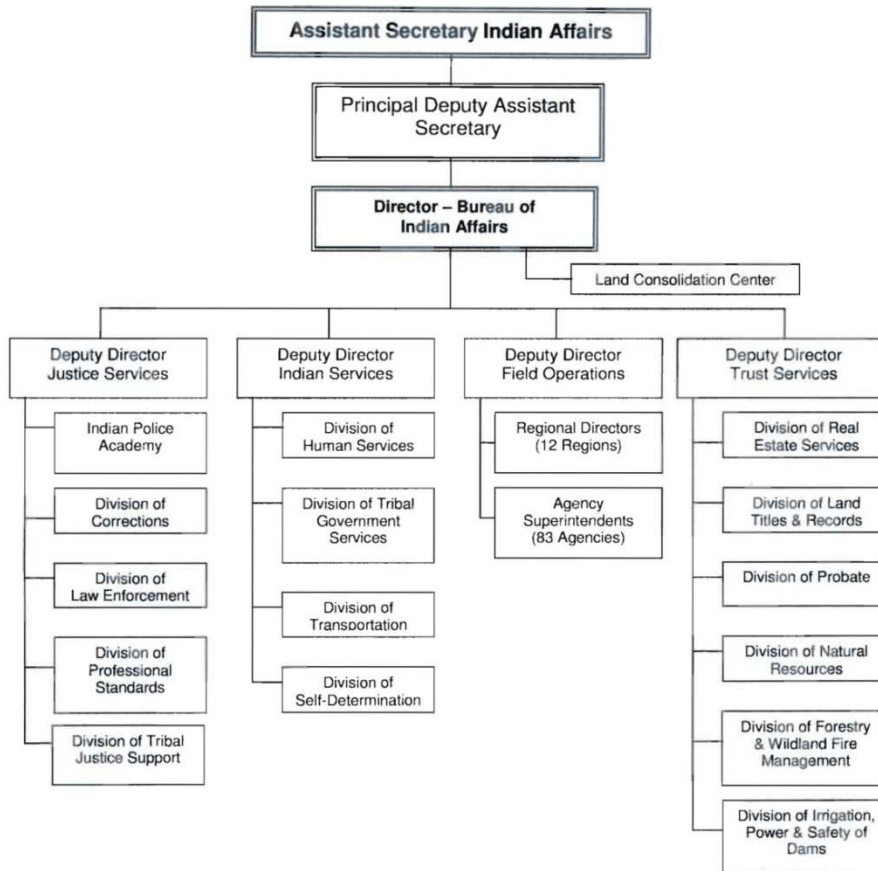 Assistant Secretary Indian Affairs
Principal Deputy Assistant
Secretary
Director – Bureau of
Indian Affairs
Land Consolidation Center
Deputy Director
Justice Services
Indian Police
Academy
Division of
Corrections
Division of
Law Enforcement
Division of
Professional
Standards
Division of Tribal
Justice Support
Deputy Director
Indian Services
Division of
Human Services
Division of Tribal
Government
Services
Division of
Transportation
Division of
Self-Determination
Deputy Director
Field Operations
Regional Directors
(12 Regions)
Agency
Superintendents
(83 Agencies)
Deputy Director
Trust Services
Division of Real
Estate Services
Division of Land
Titles & Records
Division of Probate
Division of Natural
Resources
Division of Forestry
& Wildland Fire
Management
Division of Irrigation,
Power & Safety of
Dams